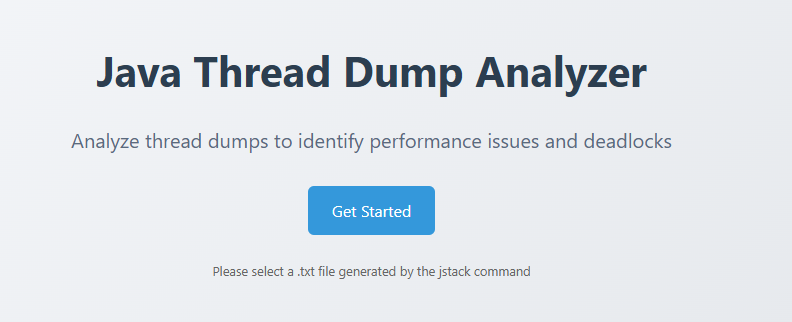 Java Thread Dump Analyzer
Analyze thread dumps to identify performance issues and deadlocks
Get Started
Please select a .txt file generated by the jstack command